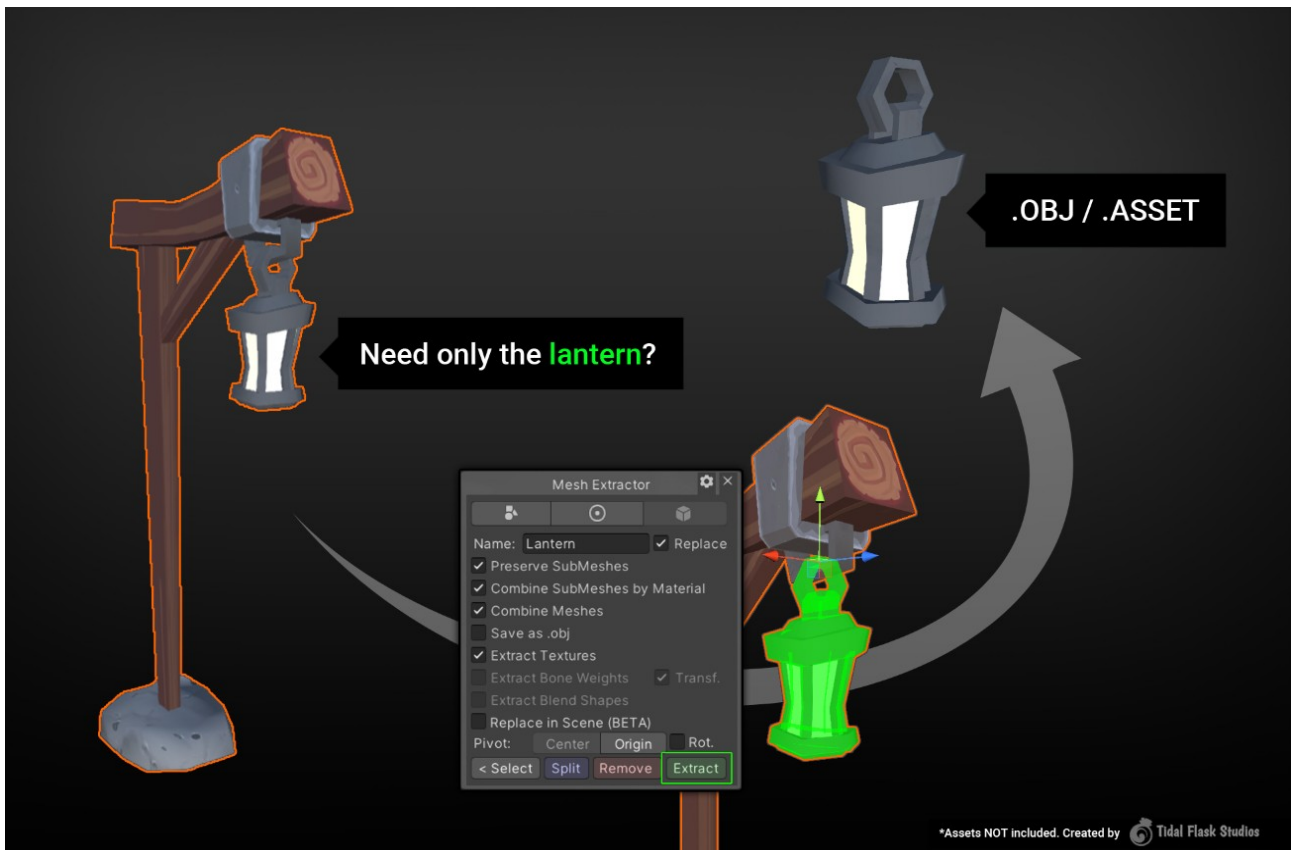 .OBJ / .ASSET
Need only the lantern?
Mesh Extractor
Name: Lantern Replace
Preserve SubMeshes
Combine SubMeshes by Material
Combine Meshes
Save as .obj
Extract Textures
Extract Bone Weights Transf.
Extract Blend Shapes
Replace in Scene (BETA)
Pivot: Center Origin Rot.
< Select Split Remove Extract
*Assets NOT included. Created by Tidal Flask Studios